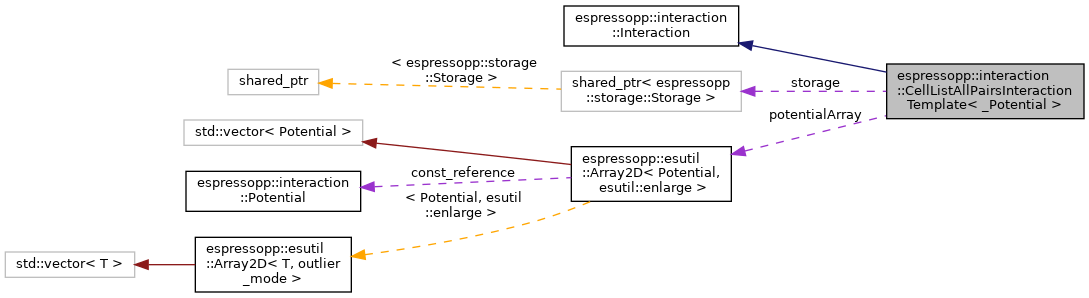 espressopp::interaction
::Interaction
< espressopp::storage
::Storage >
shared_ptr
shared_ptr< espressopp
::storage::Storage >
storage
espressopp::interaction
::CellListAllPairsInteraction
Template< _Potential >
potentialArray
std::vector< Potential >
espressopp::esutil
::Array2D< Potential,
esutil::enlarge >
const_reference
espressopp::interaction
::Potential
< Potential, esutil
::enlarge >
espressopp::esutil
::Array2D< T, outlier
_mode >
std::vector< T >